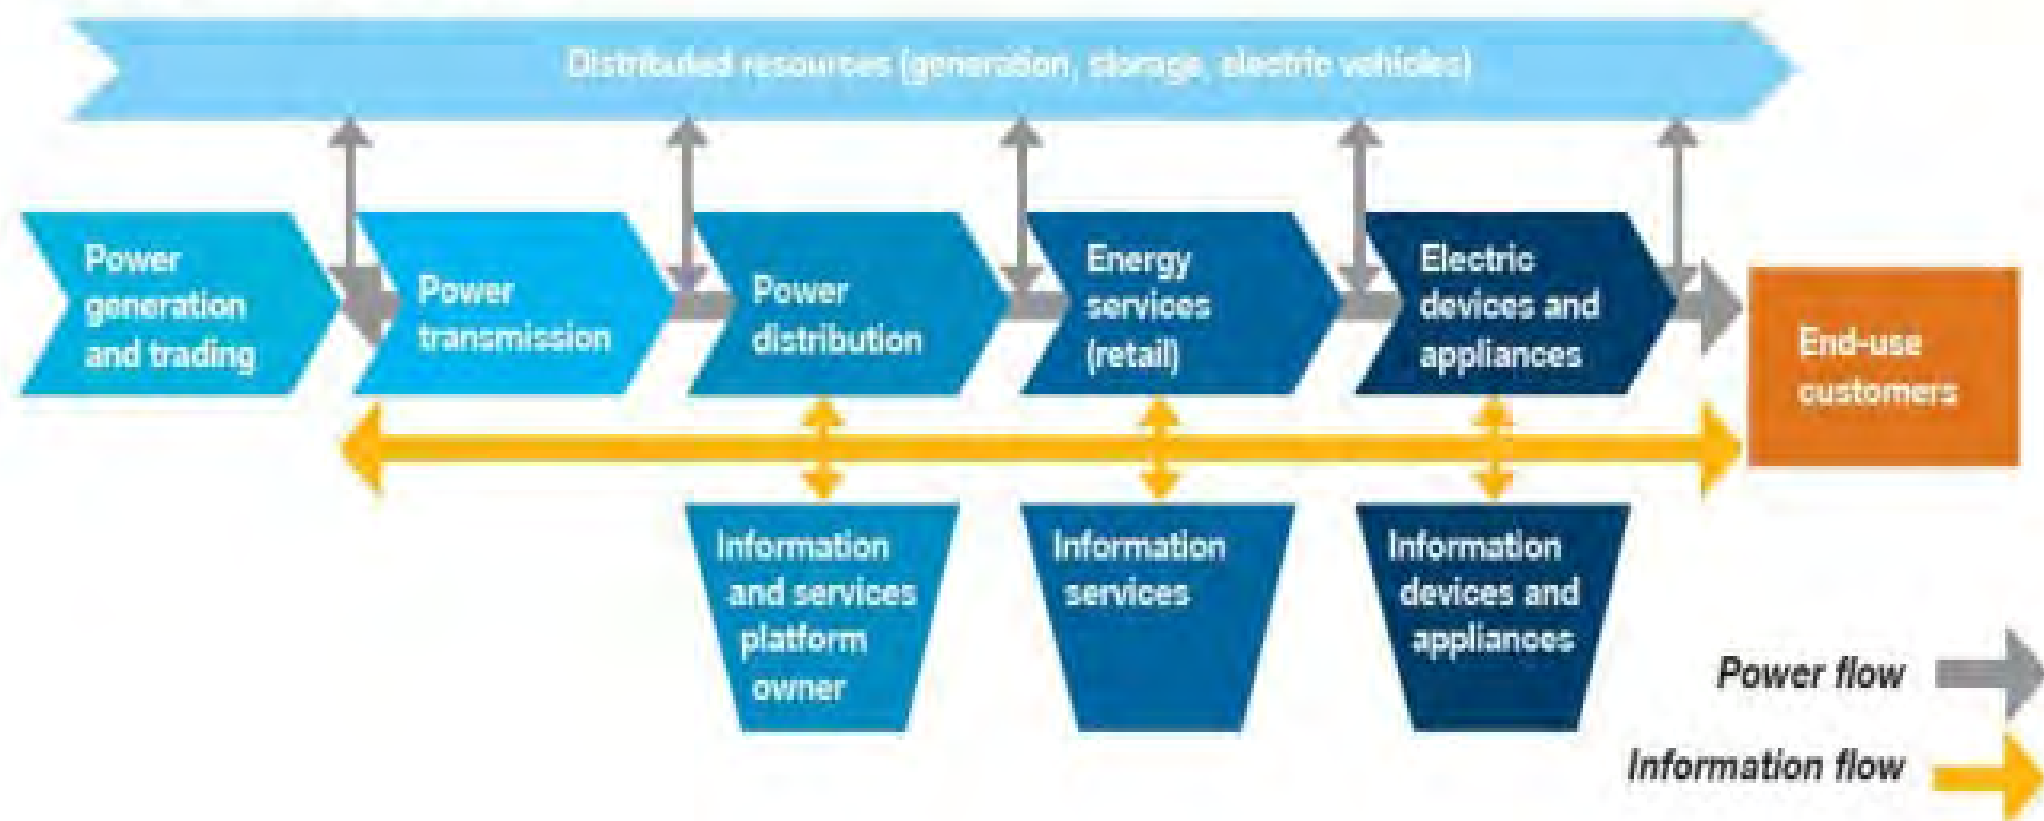 Distributed resources (generation, storage, electric vehicles)
Power
generation
and trading
Power
transmission
Power
distribution
Energy
services
(retail)
Electric
devices and
appliances
End-use
customers
Information
and services
platform
owner
Information
services
Information
devices and
appliances
Power flow
Information flow